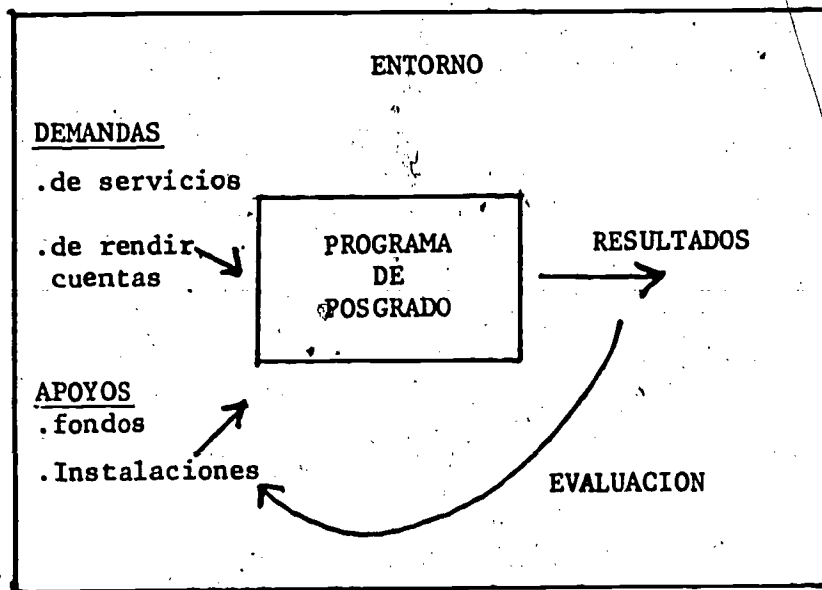 ENTORNO
DEMANDAS
.de servicios
.de rendir
cuentas
PROGRAMA
DE
POSGRADO
RESULTADOS
APOYOS
.fondos
.Instalaciones
EVALUACION